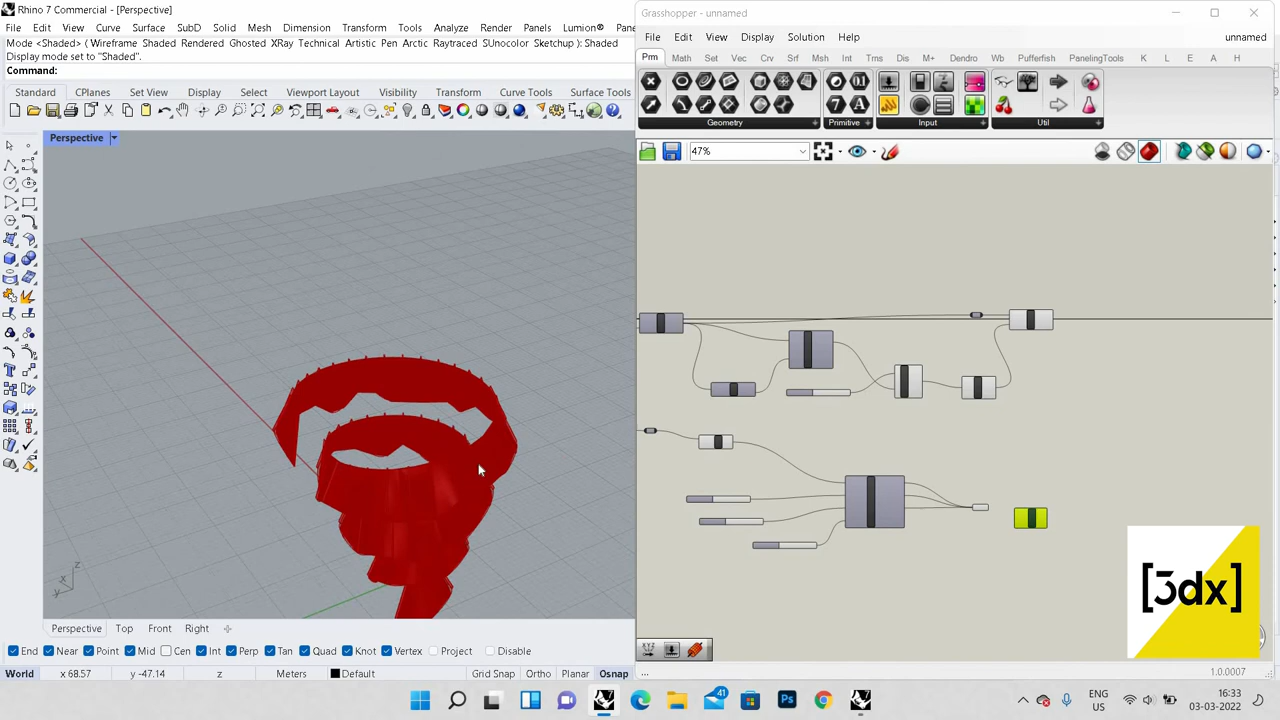 Rhino 7 Commercial - [Perspective]
File Edit View Curve Surface SubD Solid Mesh Dimension Transform Tools Analyze Render Panels Lumion® Paneling
Mode <Shaded> ( Wireframe Shaded Rendered Ghosted XRay Technical Artistic Pen Arctic Raytraced SUnocolor Sketchup ): Shaded
Display mode set to "Shaded".
Command:
Standard CPlanes Set View Display Select Viewport Layout Visibility Transform Curve Tools Surface Tools
Perspective
z
x
y
Perspective Top Front Right
End Near Point Mid Cen Int Perp Tan Quad Knot Vertex Project Disable
World x 68.57 y -47.14 z Meters Default Grid Snap Ortho Planar Osnap
Grasshopper - unnamed
File Edit View Display Solution Help unnamed
Prm Math Set Vec Crv Srf Msh Int Trns Dis M+ Dendro Wb Pufferfish PanelingTools K L E A H
Geometry Primitive Input Util
47%
[3dx]
XYZ
... 1.0.0007
41 Ps ENG US 16:33 03-03-2022